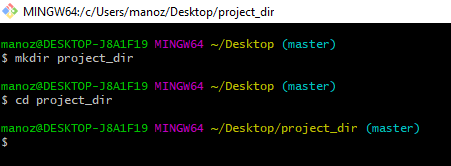 MINGW64:/c/Users/manoz/Desktop/project_dir
manoz@DESKTOP-J8A1F19 MINGW64 ~/Desktop (master)
$ mkdir project_dir
manoz@DESKTOP-J8A1F19 MINGW64 ~/Desktop (master)
$ cd project_dir
manoz@DESKTOP-J8A1F19 MINGW64 ~/Desktop/project_dir (master)
$